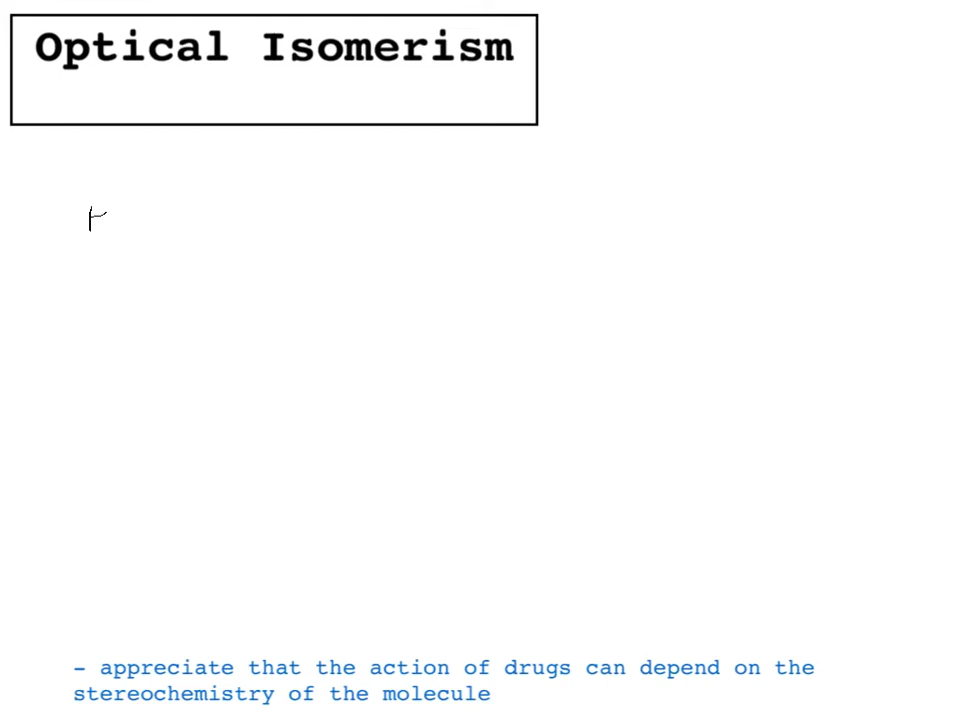 Optical Isomerism
- appreciate that the action of drugs can depend on the
stereochemistry of the molecule